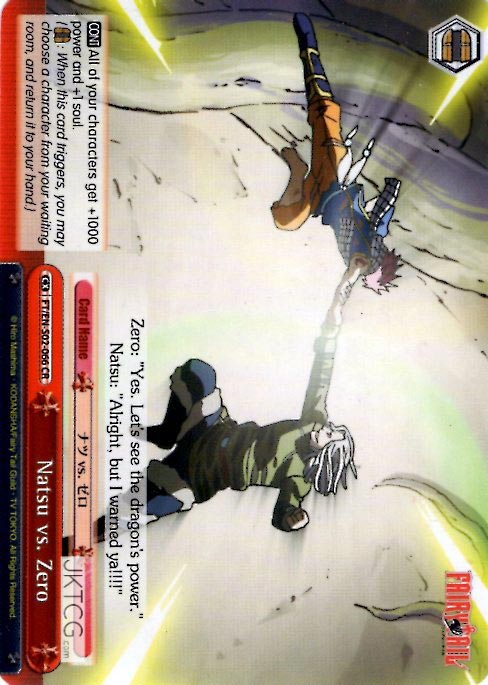 [CONT] All of your characters get +1000
power and +1 soul.
( : When this card triggers, you may
choose a character from your waiting
room, and return it to your hand)
Zero: "Yes. Let's see the dragon's power."
Natsu: "Alright, but I warned ya!!!!"
FAIRY TAIL
Card Name
ナツ vs. ゼロ
JKTCG.com
CX FT/EN-S02-066 CR
Natsu vs. Zero
© Hiro Mashima・KODANSHA/Fairy Tail Guild・TV TOKYO. All Rights Reserved.